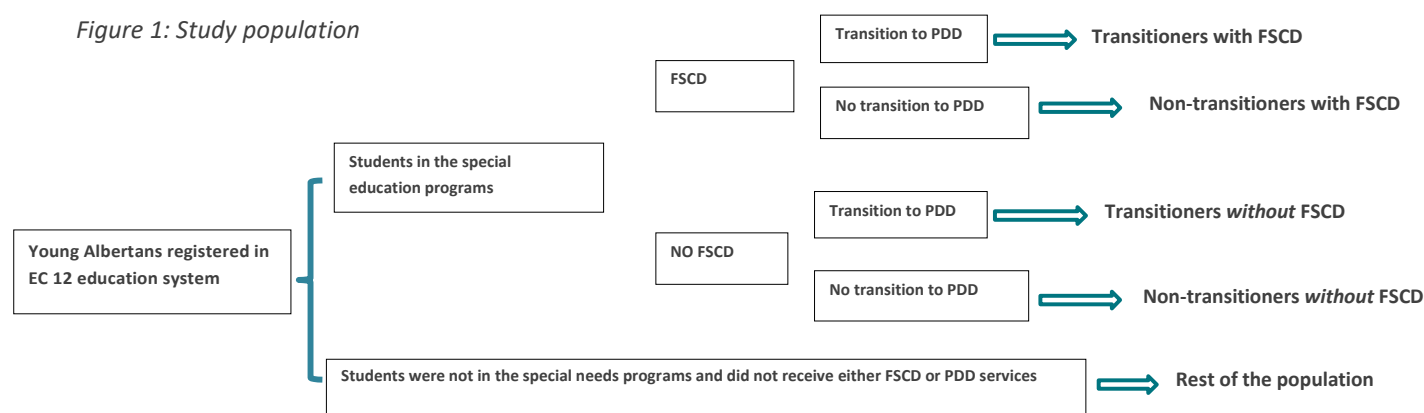 Figure 1: Study population
Transition to PDD
Transitioners with FSCD
FSCD
No transition to PDD
Non-transitioners with FSCD
Students in the special
education programs
Transition to PDD
Transitioners without FSCD
Young Albertans registered in
EC 12 education system
NO FSCD
No transition to PDD
Non-transitioners without FSCD
Students were not in the special needs programs and did not receive either FSCD or PDD services
Rest of the population